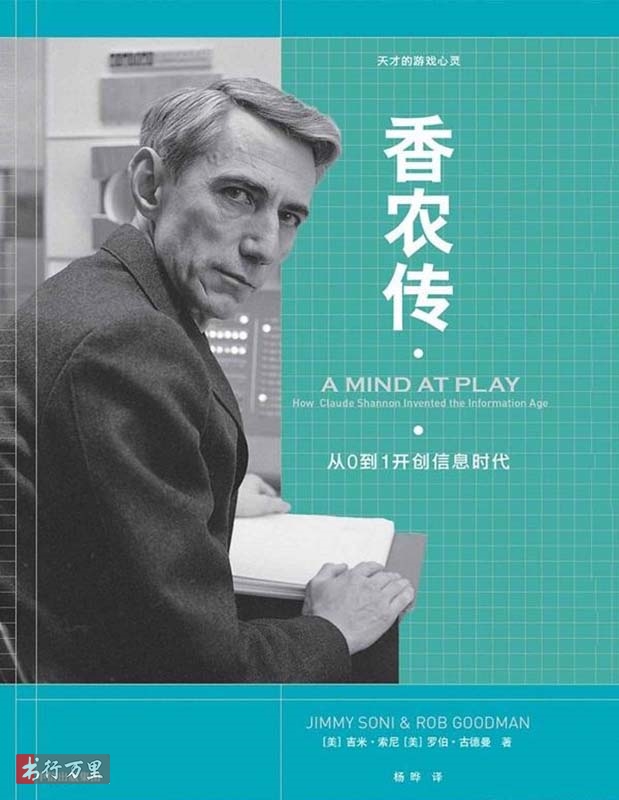 天才的游戏心灵
香农传
A MIND AT PLAY
How Claude Shannon Invented the Information Age
从0到1开创信息时代
JIMMY SONI & ROB GOODMAN
[美] 吉米·索尼 [美] 罗伯·古德曼 著
杨晔 译
书行万里